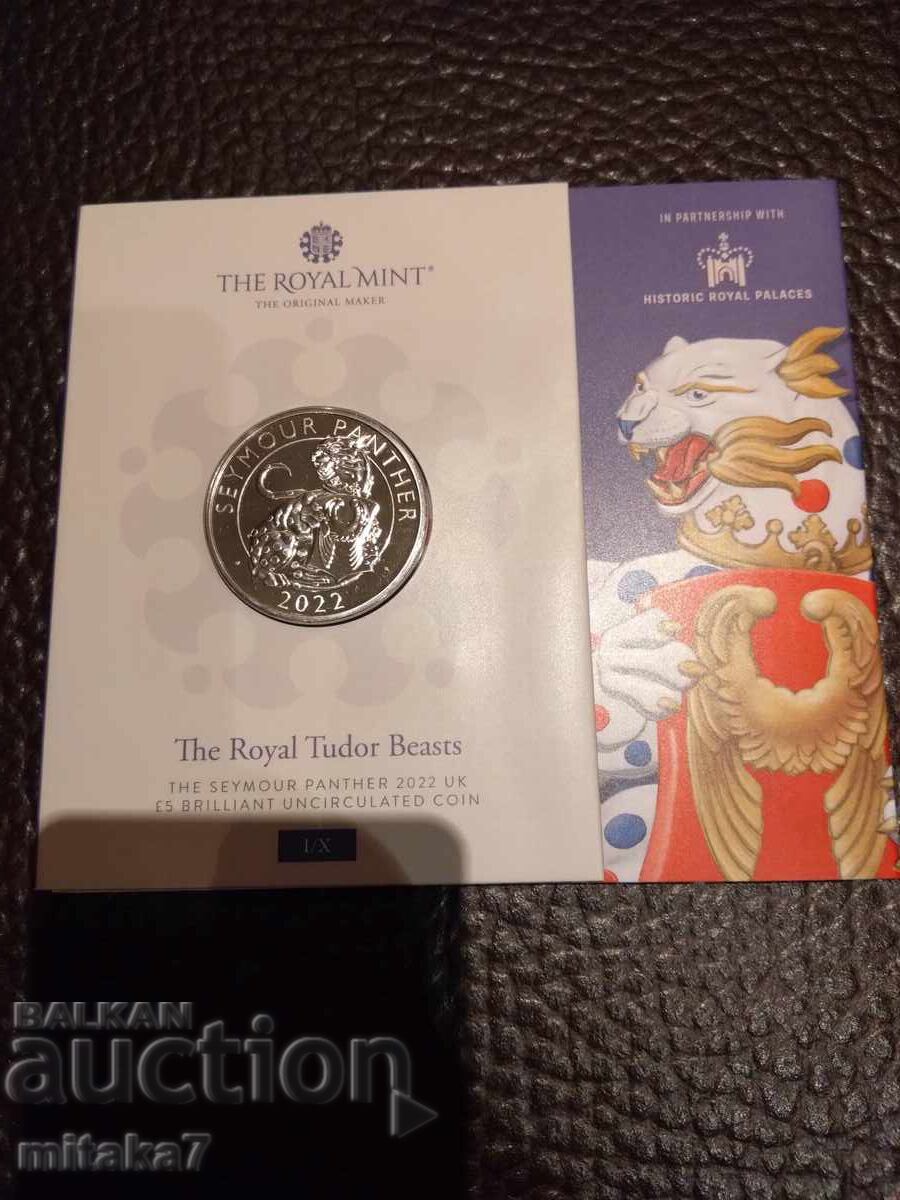 THE ROYAL MINT®
THE ORIGINAL MAKER
IN PARTNERSHIP WITH
HISTORIC ROYAL PALACES
SEYMOUR PANTHER
2022
The Royal Tudor Beasts
THE SEYMOUR PANTHER 2022 UK
£5 BRILLIANT UNCIRCULATED COIN
I/X
BALKAN
auction
mitaka7